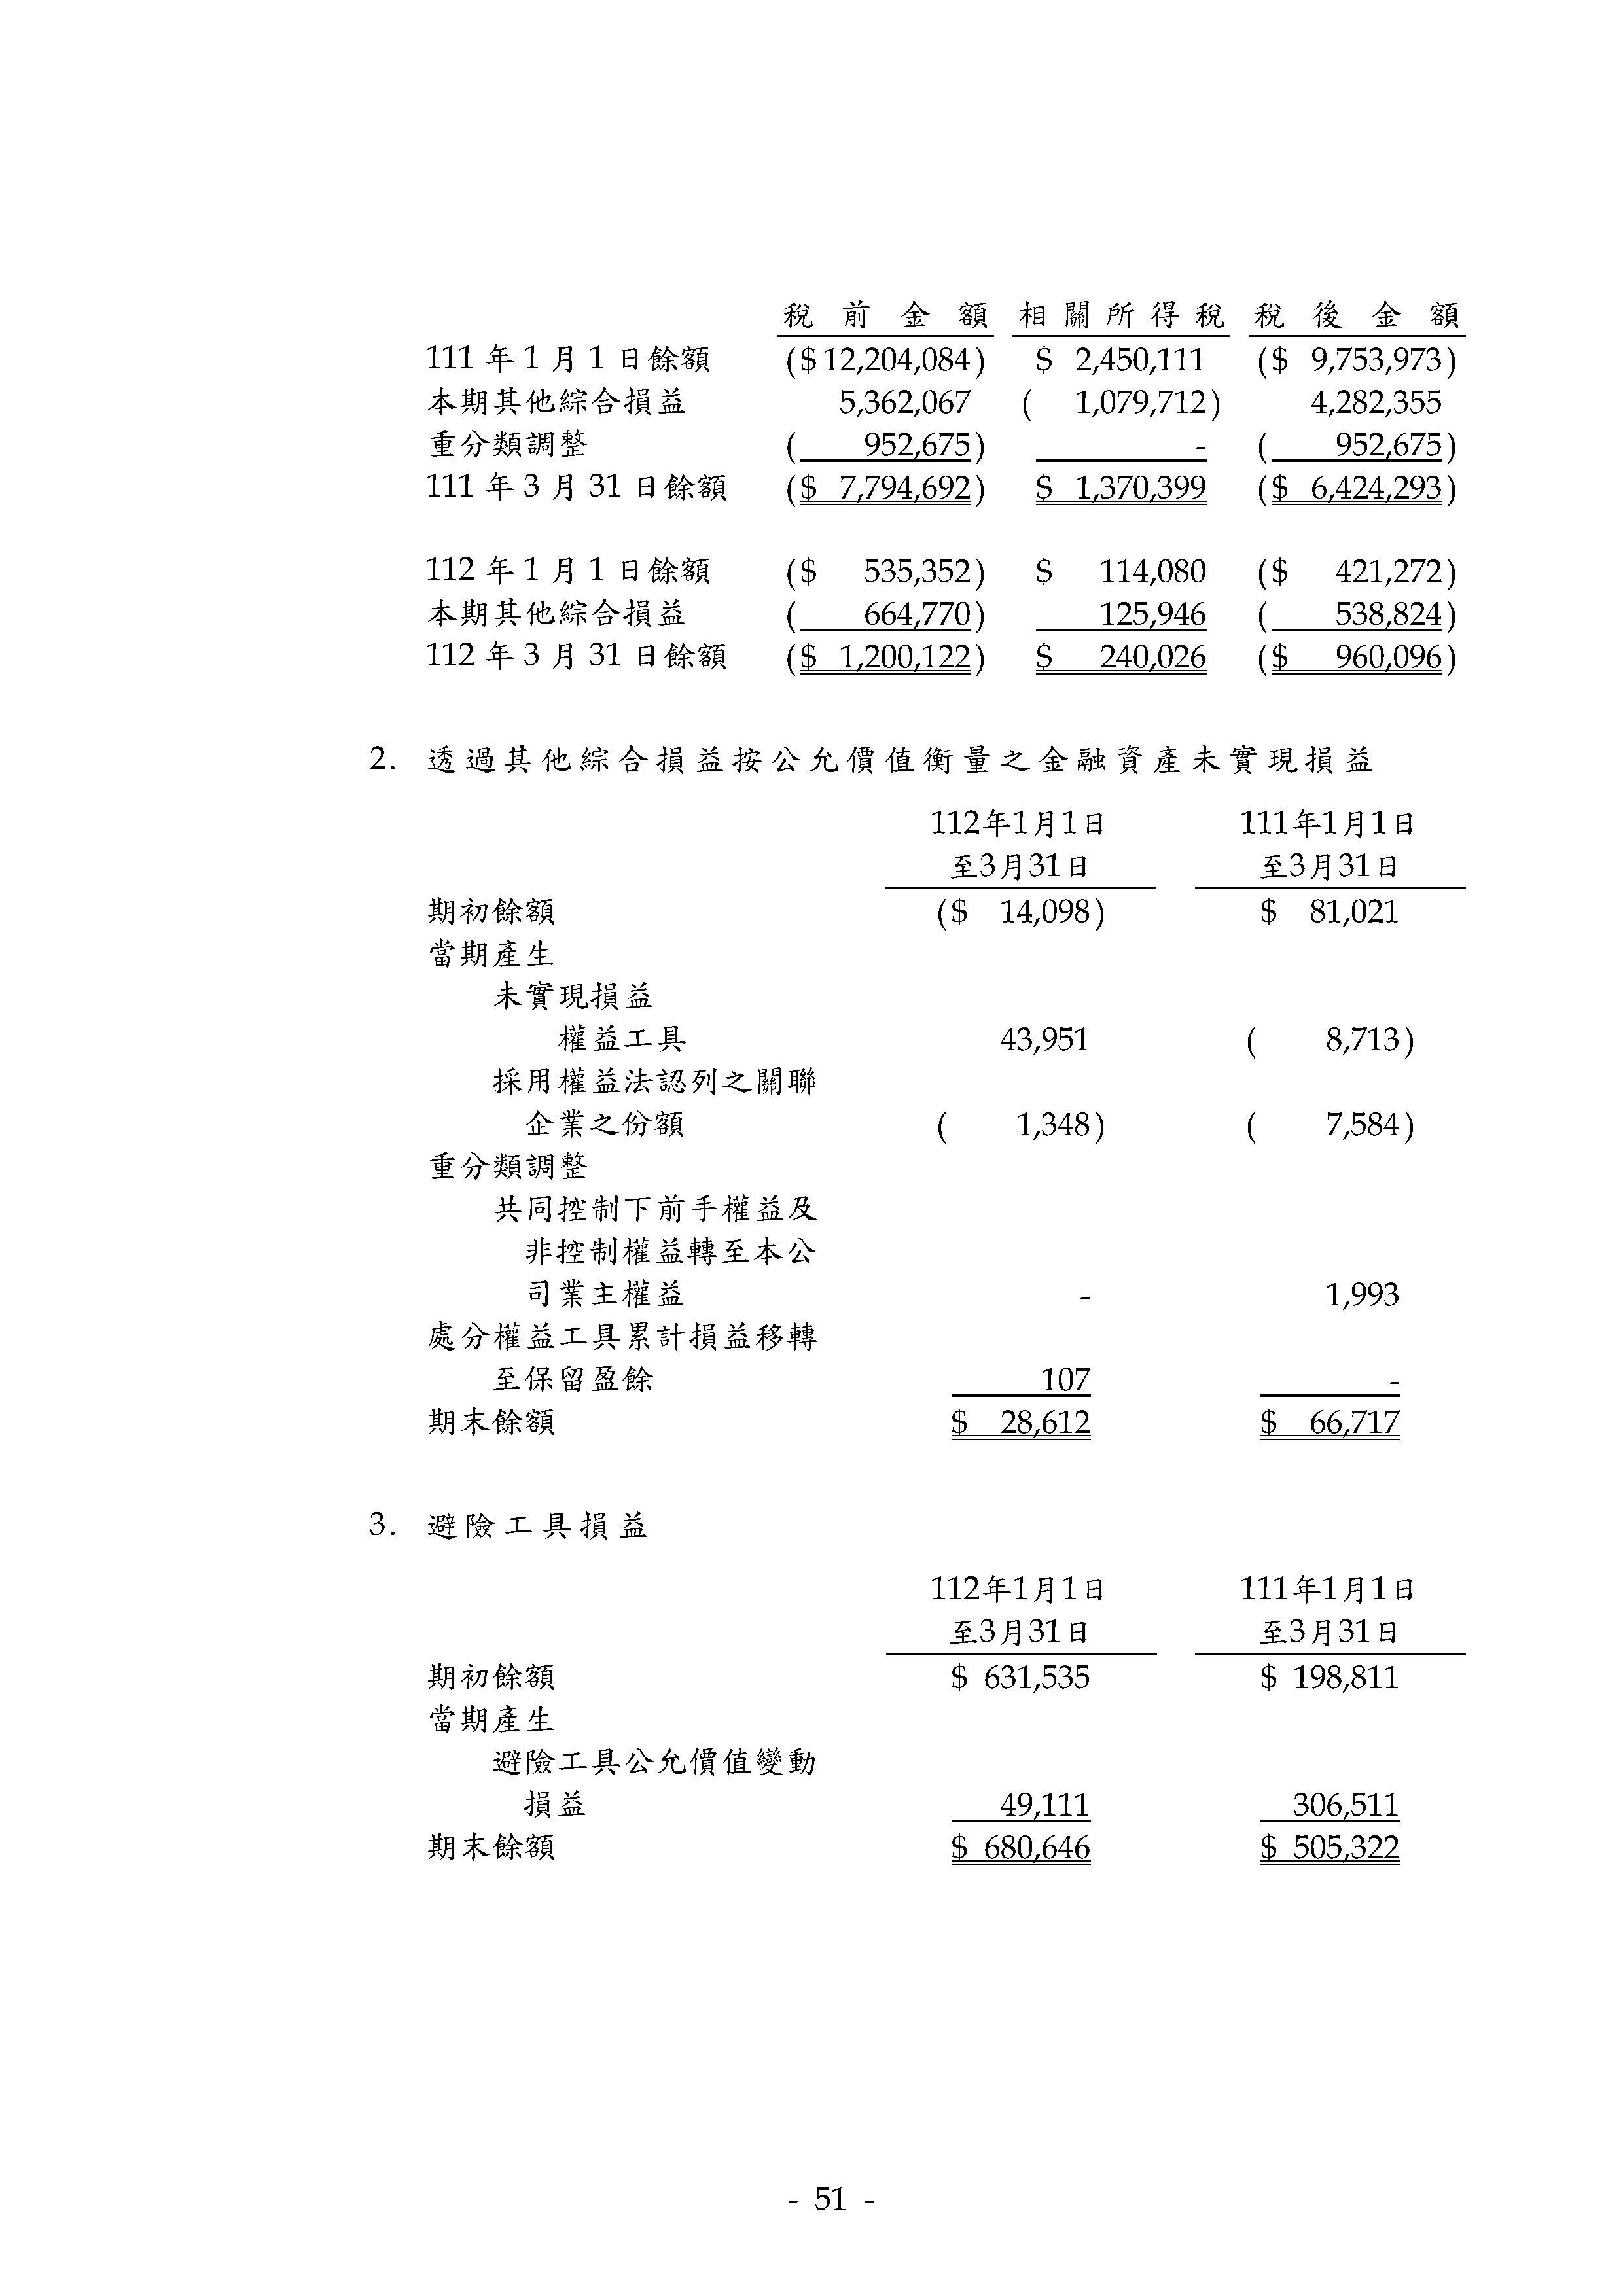 稅前金額 相關所得稅 稅後金額
111年1月1日餘額 ($12,204,084) $ 2,450,111 ($ 9,753,973)
本期其他綜合損益 5,362,067 ( 1,079,712) 4,282,355
重分類調整 ( 952,675) - ( 952,675)
111年3月31日餘額 ($ 7,794,692) $ 1,370,399 ($ 6,424,293)
112年1月1日餘額 ($ 535,352) $ 114,080 ($ 421,272)
本期其他綜合損益 ( 664,770) 125,946 ( 538,824)
112年3月31日餘額 ($ 1,200,122) $ 240,026 ($ 960,096)
2. 透過其他綜合損益按公允價值衡量之金融資產未實現損益
112年1月1日 111年1月1日
至3月31日 至3月31日
期初餘額 ($ 14,098) $ 81,021
當期產生
未實現損益
權益工具 43,951 ( 8,713)
採用權益法認列之關聯
企業之份額 ( 1,348) ( 7,584)
重分類調整
共同控制下前手權益及
非控制權益轉至本公
司業主權益 - 1,993
處分權益工具累計損益移轉
至保留盈餘 107 -
期末餘額 $ 28,612 $ 66,717
3. 避險工具損益
112年1月1日 111年1月1日
至3月31日 至3月31日
期初餘額 $ 631,535 $ 198,811
當期產生
避險工具公允價值變動
損益 49,111 306,511
期末餘額 $ 680,646 $ 505,322
- 51 -